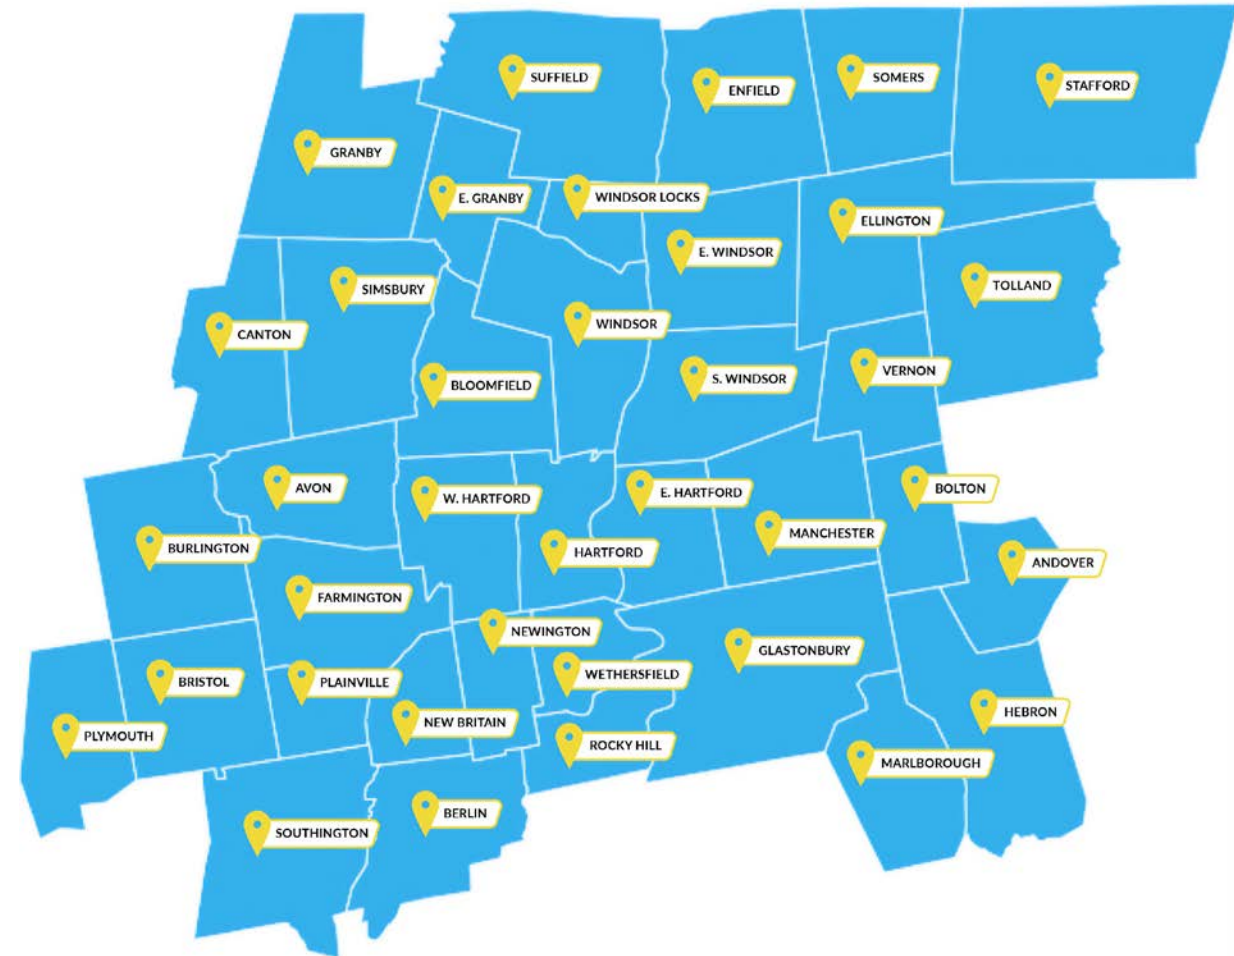 SUFFIELD
ENFIELD
SOMERS
STAFFORD
GRANBY
E. GRANBY
WINDSOR LOCKS
ELLINGTON
E. WINDSOR
TOLLAND
SIMSBURY
CANTON
WINDSOR
VERNON
S. WINDSOR
BLOOMFIELD
AVON
W. HARTFORD
E. HARTFORD
BOLTON
MANCHESTER
BURLINGTON
HARTFORD
ANDOVER
FARMINGTON
NEWINGTON
GLASTONBURY
WETHERSFIELD
BRISTOL
PLAINVILLE
HEBRON
NEW BRITAIN
PLYMOUTH
ROCKY HILL
MARLBOROUGH
BERLIN
SOUTHINGTON